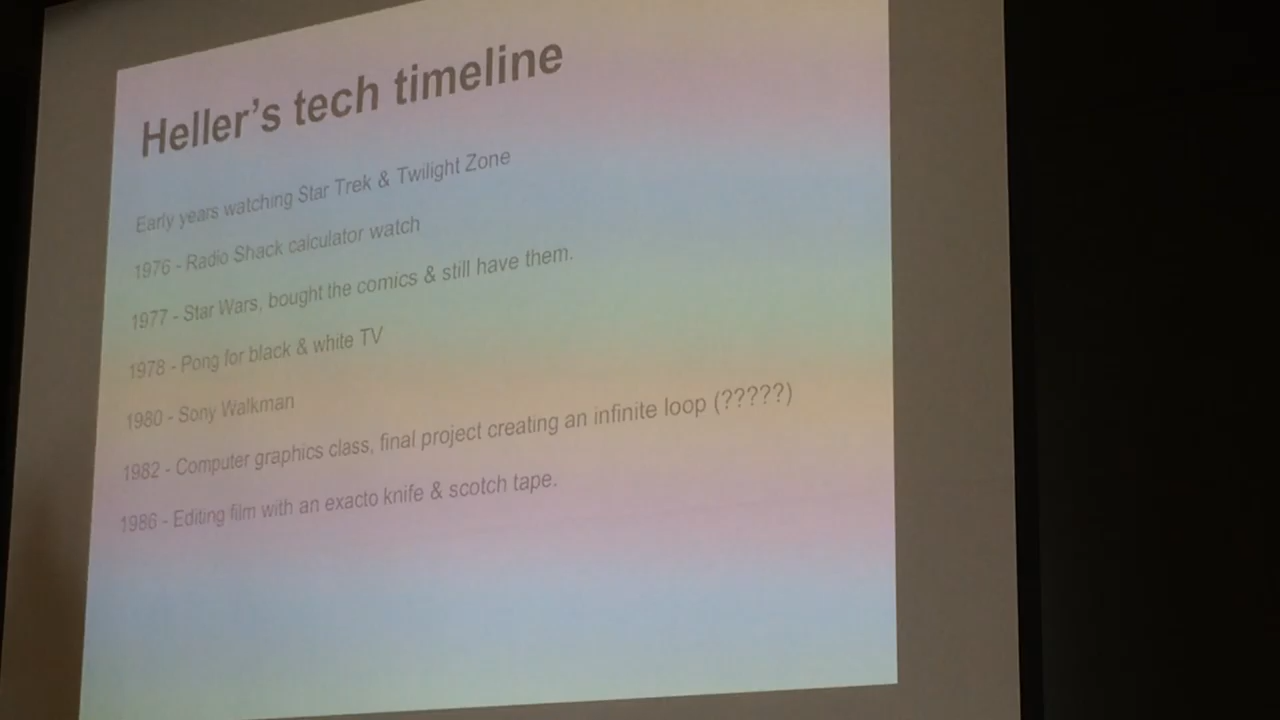 Heller's tech timeline
Early years watching Star Trek & Twilight Zone
1976 - Radio Shack calculator watch
1977 - Star Wars, bought the comics & still have them.
1978 - Pong for black & white TV
1980 - Sony Walkman
1982 - Computer graphics class, final project creating an infinite loop (?????)
1986 - Editing film with an exacto knife & scotch tape.